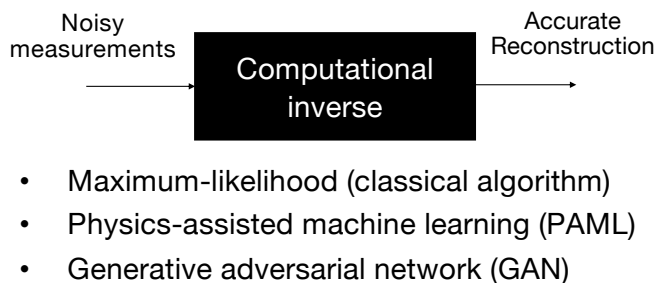 Noisy
measurements
Computational
inverse
Accurate
Reconstruction
• Maximum-likelihood (classical algorithm)
• Physics-assisted machine learning (PAML)
• Generative adversarial network (GAN)